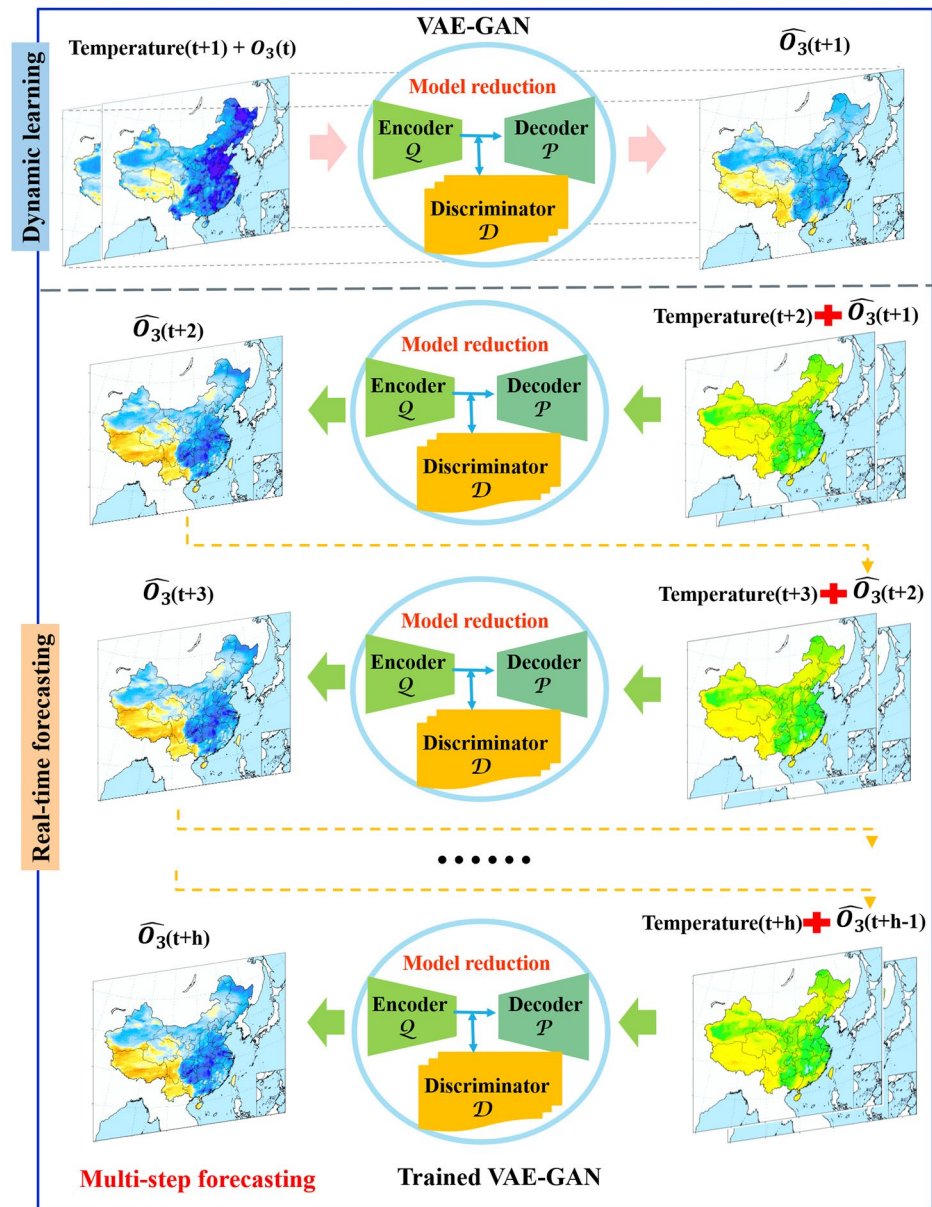 VAE-GAN
Temperature(t+1) + O₃(t)
Ô₃(t+1)
Dynamic learning
Model reduction
Encoder
Q
Decoder
P
Discriminator
D
Ô₃(t+2)
Temperature(t+2) + Ô₃(t+1)
Model reduction
Encoder
Q
Decoder
P
Discriminator
D
Real-time forecasting
Ô₃(t+3)
Temperature(t+3) + Ô₃(t+2)
Model reduction
Encoder
Q
Decoder
P
Discriminator
D
......
Ô₃(t+h)
Temperature(t+h) + Ô₃(t+h-1)
Model reduction
Encoder
Q
Decoder
P
Discriminator
D
Multi-step forecasting
Trained VAE-GAN